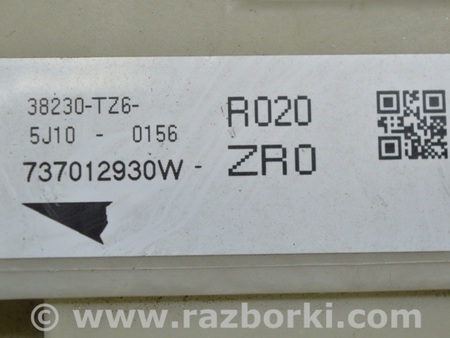 38230-TZ6-
5J10 - 0156
737012930W -
R020
ZR0
© www.razborki.com